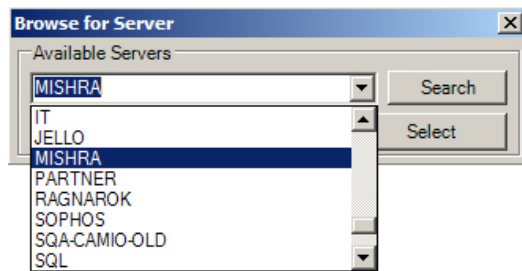 Browse for Server
Available Servers
MISHRA
Search
IT
JELLO
MISHRA
PARTNER
RAGNAROK
SOPHOS
SQA-CAMIO-OLD
SQL
Select